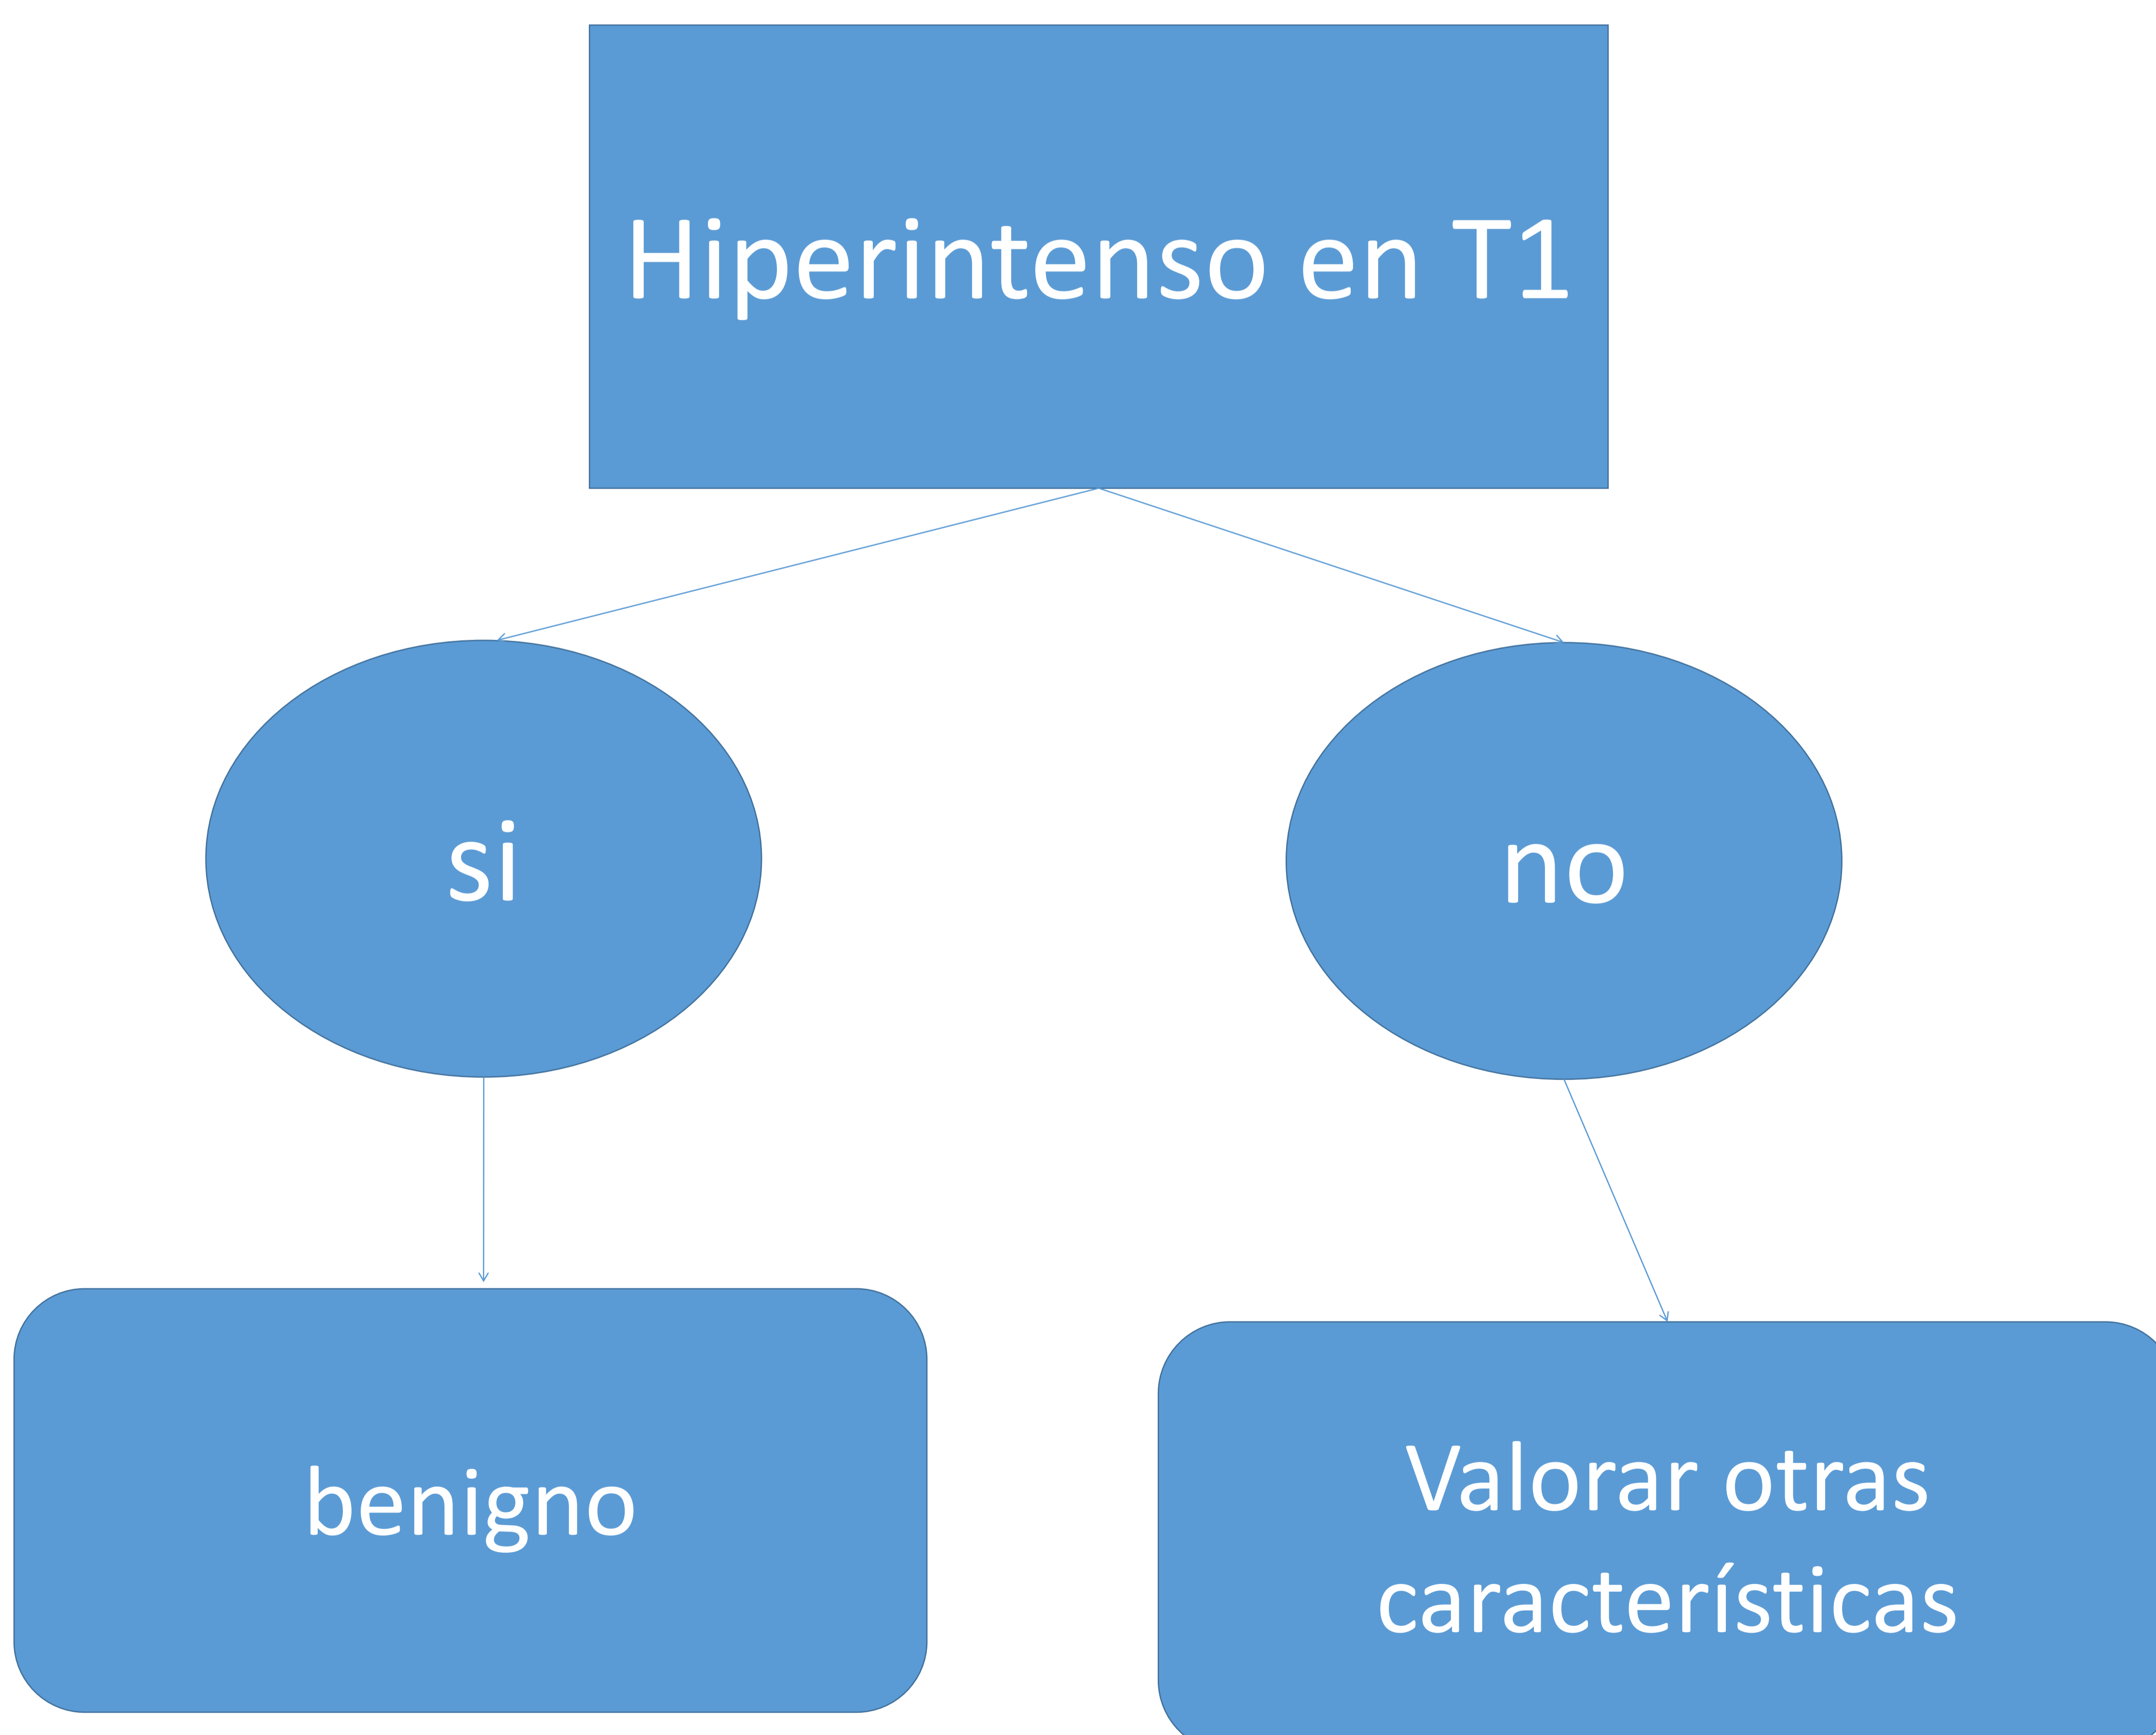 Hiperintenso en T1
si
no
benigno
Valorar otras
características